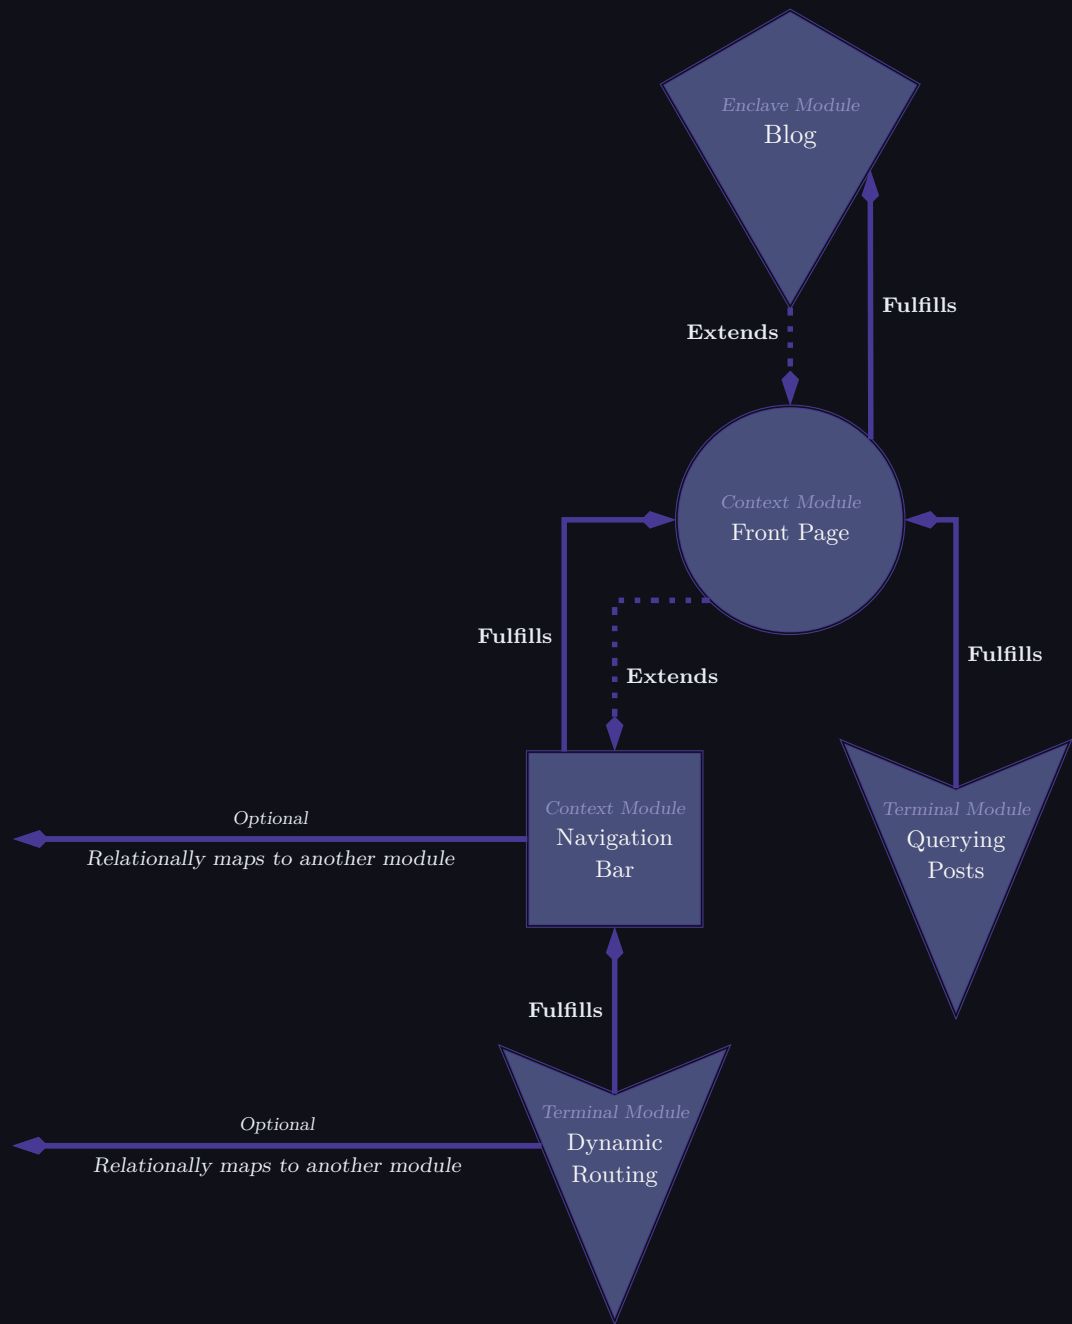 Enclave Module
Blog
Fulfills
Extends
Context Module
Front Page
Fulfills
Fulfills
Extends
Context Module
Navigation
Bar
Optional
Relationally maps to another module
Terminal Module
Querying
Posts
Fulfills
Terminal Module
Dynamic
Routing
Optional
Relationally maps to another module